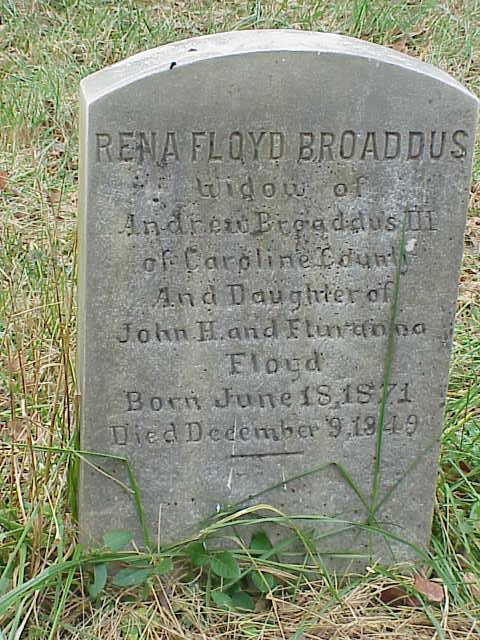 RENA FLOYD BROADDUS
Widow of
Andrew Broaddus III
of Caroline County
And Daughter of
John H. and Fluvanna
Floyd
Born June 18, 1871
Died December 9, 1949